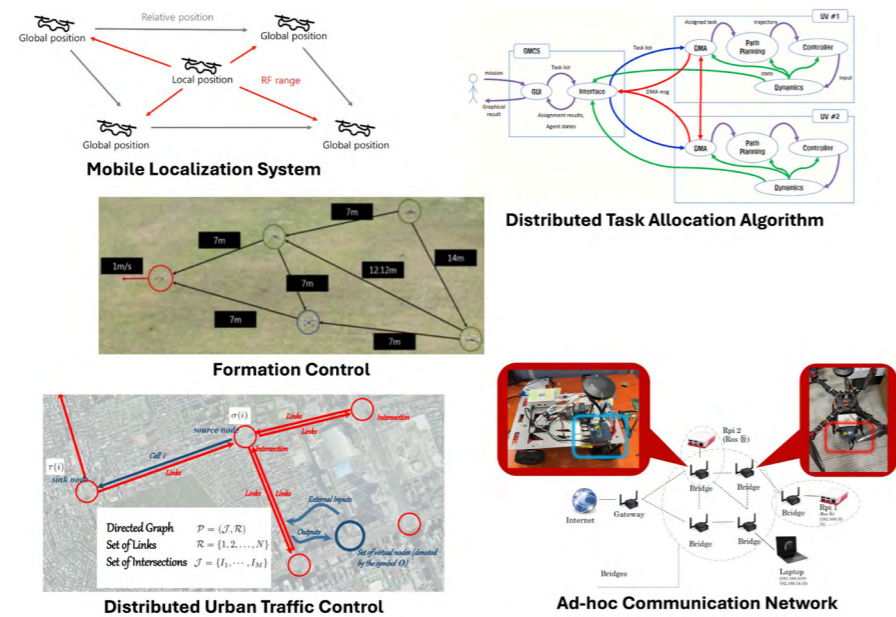 Relative position
Global position
Global position
Local position
RF range
Global position
Global position
Mobile Localization System
UV #1
Assigned task
trajectory
DMA
Path
Planning
Controller
state
input
Dynamics
GMCS
Task list
Task list
mission
GUI
Interface
DMA msg
Graphical
result
Assignment results,
Agent states
UV #2
DMA
Path
Planning
Controller
Dynamics
Distributed Task Allocation Algorithm
7m
7m
1m/s
14m
12.12m
7m
7m
7m
Formation Control
σ(i)
source node
Links
Links
Intersection
Intersection
τ(i)
sink node
Cell i
Links
Links
Links
External Inputs
Outputs
Directed Graph 𝒫 = (𝒥, ℛ)
Set of Links ℛ = {1, 2, . . . , N}
Set of Intersections 𝒥 = {I₁, · · · , I_M}
Set of virtual nodes (denoted
by the symbol O)
Distributed Urban Traffic Control
Rpi 2
Bridge
Bridge
Internet
Gateway
Bridge
Rpi 1
Bridge
Bridge
Laptop
Bridges
Ad-hoc Communication Network